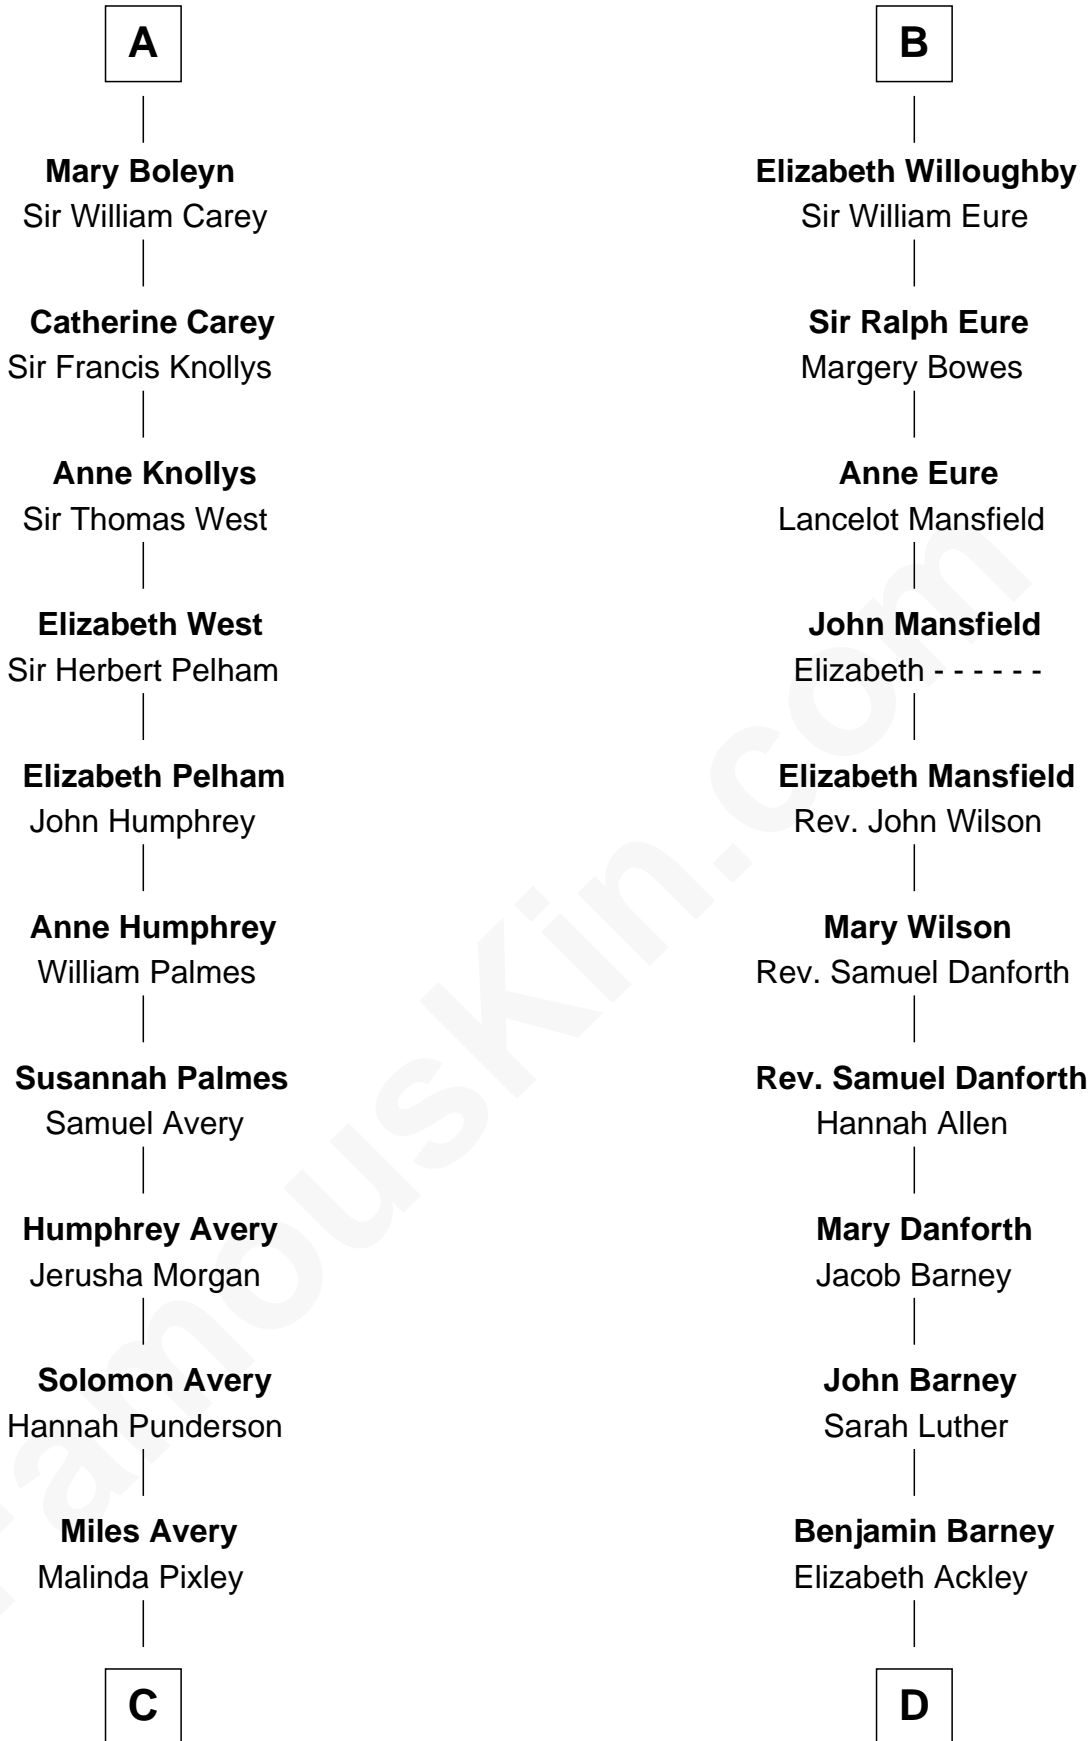 A
Mary Boleyn
Sir William Carey
Catherine Carey
Sir Francis Knollys
Anne Knollys
Sir Thomas West
Elizabeth West
Sir Herbert Pelham
Elizabeth Pelham
John Humphrey
Anne Humphrey
William Palmes
Susannah Palmes
Samuel Avery
Humphrey Avery
Jerusha Morgan
Solomon Avery
Hannah Punderson
Miles Avery
Malinda Pixley
C
B
Elizabeth Willoughby
Sir William Eure
Sir Ralph Eure
Margery Bowes
Anne Eure
Lancelot Mansfield
John Mansfield
Elizabeth - - - - - -
Elizabeth Mansfield
Rev. John Wilson
Mary Wilson
Rev. Samuel Danforth
Rev. Samuel Danforth
Hannah Allen
Mary Danforth
Jacob Barney
John Barney
Sarah Luther
Benjamin Barney
Elizabeth Ackley
D
FamousKin.com